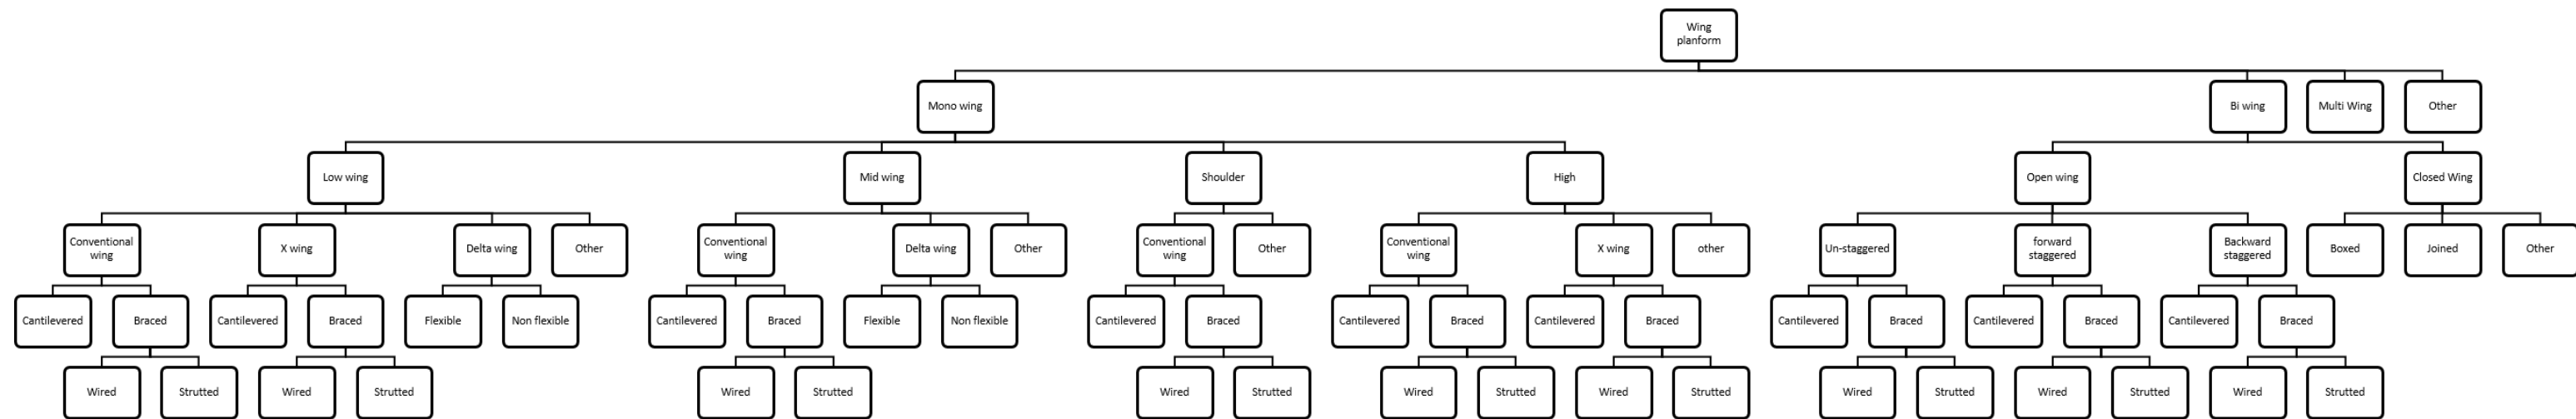 Wing
planform
Mono wing
Bi wing
Multi Wing
Other
Low wing
Mid wing
Shoulder
High
Open wing
Closed Wing
Conventional
wing
X wing
Delta wing
Other
Conventional
wing
Delta wing
Other
Conventional
wing
Other
Conventional
wing
X wing
other
Un-staggered
forward
staggered
Backward
staggered
Boxed
Joined
Other
Cantilevered
Braced
Cantilevered
Braced
Flexible
Non flexible
Cantilevered
Braced
Flexible
Non flexible
Cantilevered
Braced
Cantilevered
Braced
Cantilevered
Braced
Cantilevered
Braced
Cantilevered
Braced
Cantilevered
Braced
Wired
Strutted
Wired
Strutted
Wired
Strutted
Wired
Strutted
Wired
Strutted
Wired
Strutted
Wired
Strutted
Wired
Strutted
Wired
Strutted